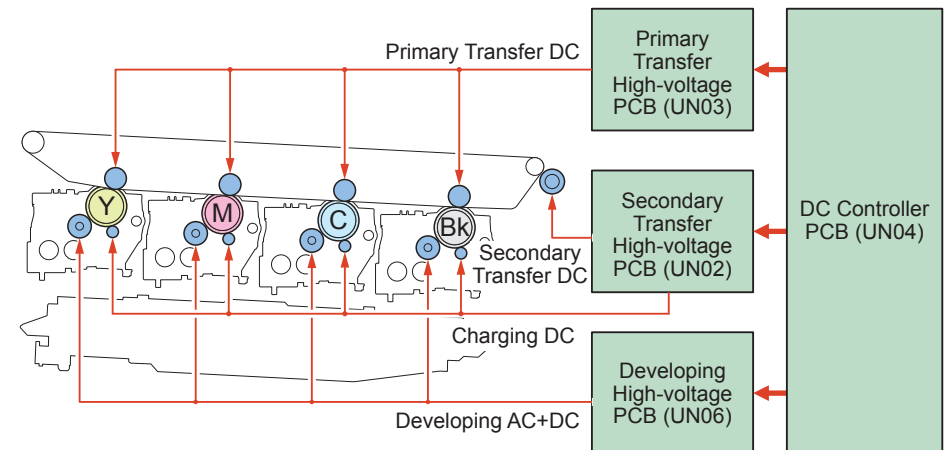 Primary Transfer DC
Primary
Transfer
High-voltage
PCB (UN03)
Y
M
C
Bk
Secondary
Transfer DC
Secondary
Transfer
High-voltage
PCB (UN02)
DC Controller
PCB (UN04)
Charging DC
Developing AC+DC
Developing
High-voltage
PCB (UN06)